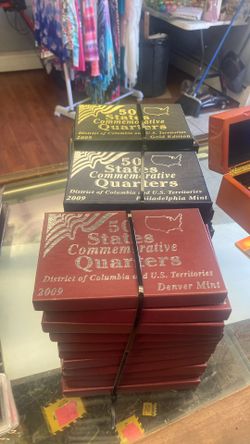 50
States
Commemorative
Quarters
District of Columbia and U.S. Territories
2009 Gold Edition
50
States
Commemorative
Quarters
District of Columbia and U.S. Territories
2009 Philadelphia Mint
50
States
Commemorative
Quarters
District of Columbia and U.S. Territories
2009 Denver Mint